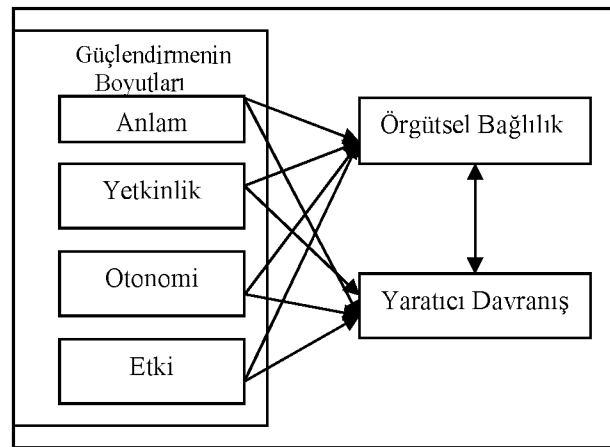 Güçlendirmenin
Boyutları
Anlam
Yetkinlik
Otonomi
Etki
Örgütsel Bağlılık
Yaratıcı Davranış